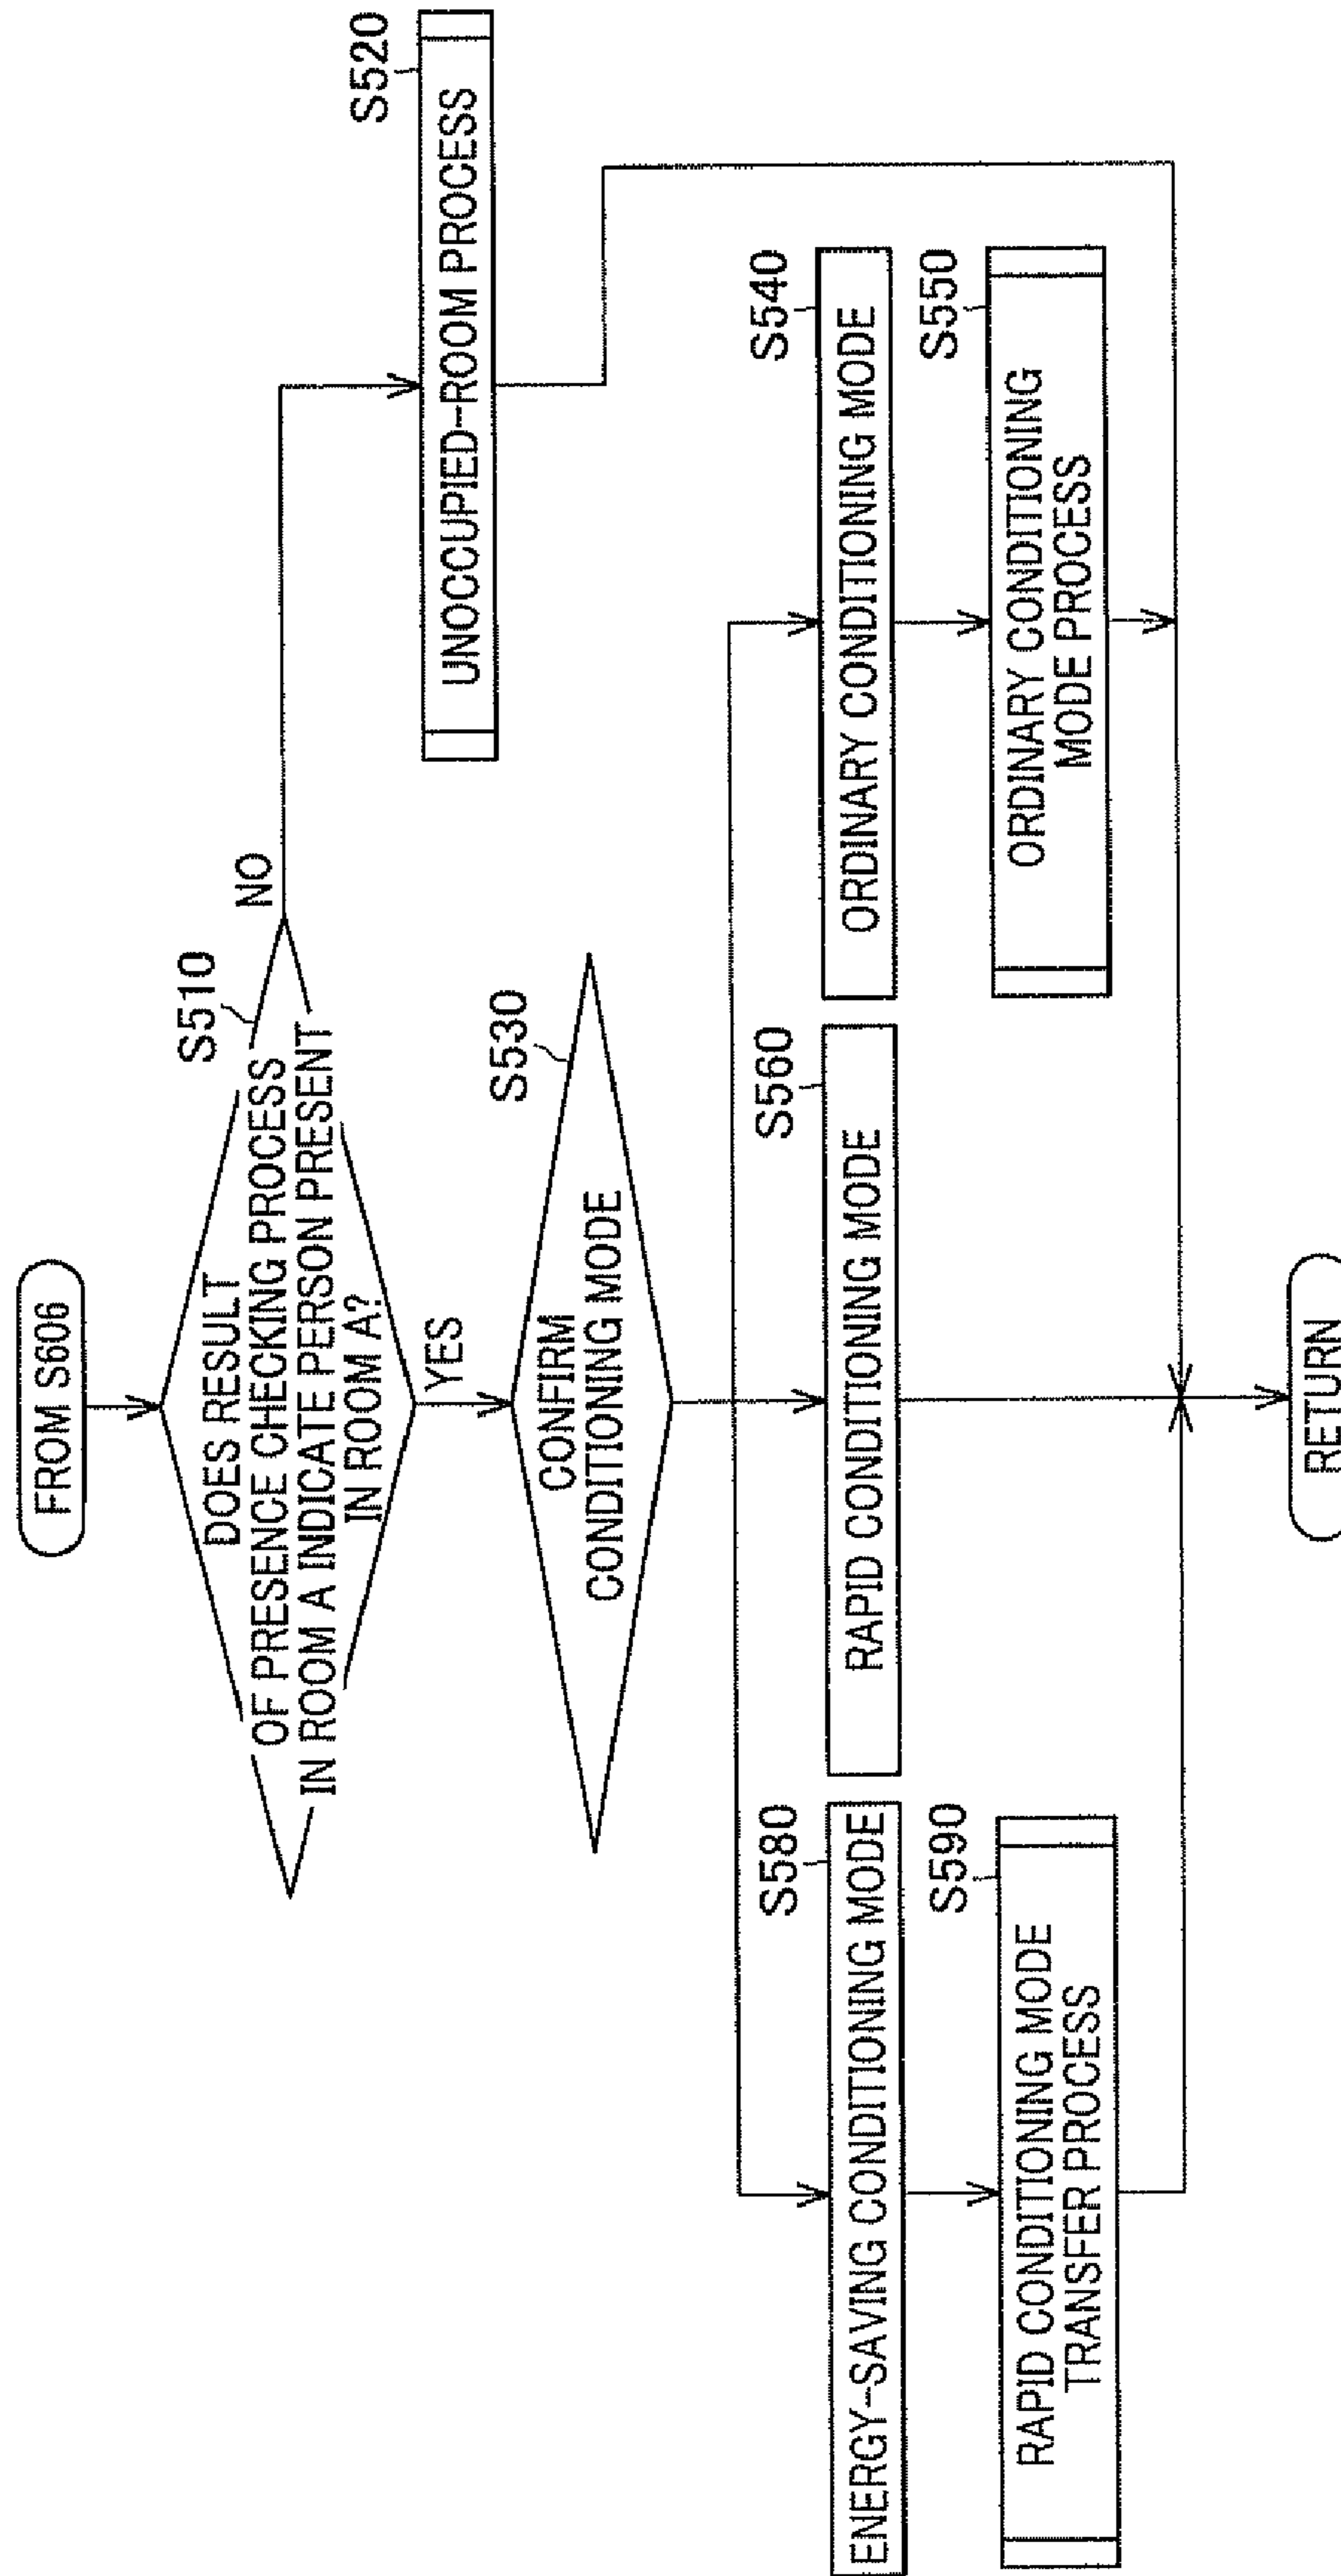 FROM S606
S510
DOES RESULT
OF PRESENCE CHECKING PROCESS
IN ROOM A INDICATE PERSON PRESENT
IN ROOM A?
NO
YES
S520
UNOCCUPIED-ROOM PROCESS
S530
CONFIRM
CONDITIONING MODE
S580
ENERGY-SAVING CONDITIONING MODE
S560
RAPID CONDITIONING MODE
S540
ORDINARY CONDITIONING MODE
S590
RAPID CONDITIONING MODE
TRANSFER PROCESS
S550
ORDINARY CONDITIONING
MODE PROCESS
RETURN